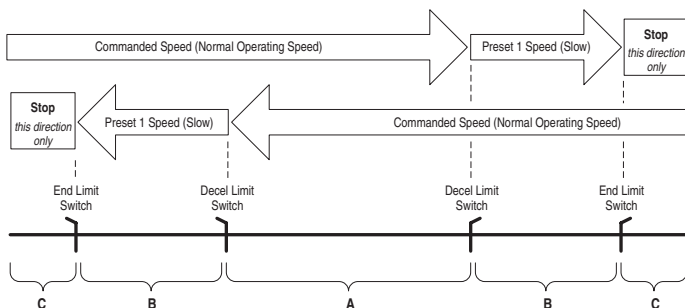 Commanded Speed (Normal Operating Speed)
Preset 1 Speed (Slow)
Stop
this direction
only
Stop
this direction
only
Preset 1 Speed (Slow)
Commanded Speed (Normal Operating Speed)
End Limit
Switch
Decel Limit
Switch
Decel Limit
Switch
End Limit
Switch
C
B
A
B
C